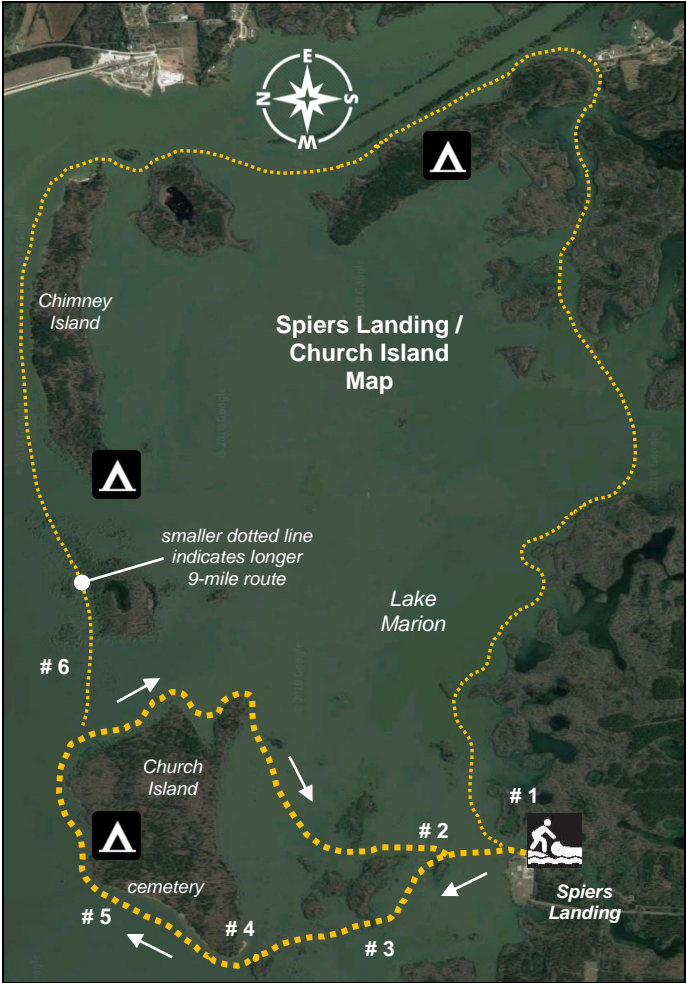 E
N
S
W
Chimney
Island
Spiers Landing /
Church Island
Map
smaller dotted line
indicates longer
9-mile route
Lake
Marion
# 6
Church
Island
# 1
# 2
cemetery
Spiers
Landing
# 5
# 4
# 3